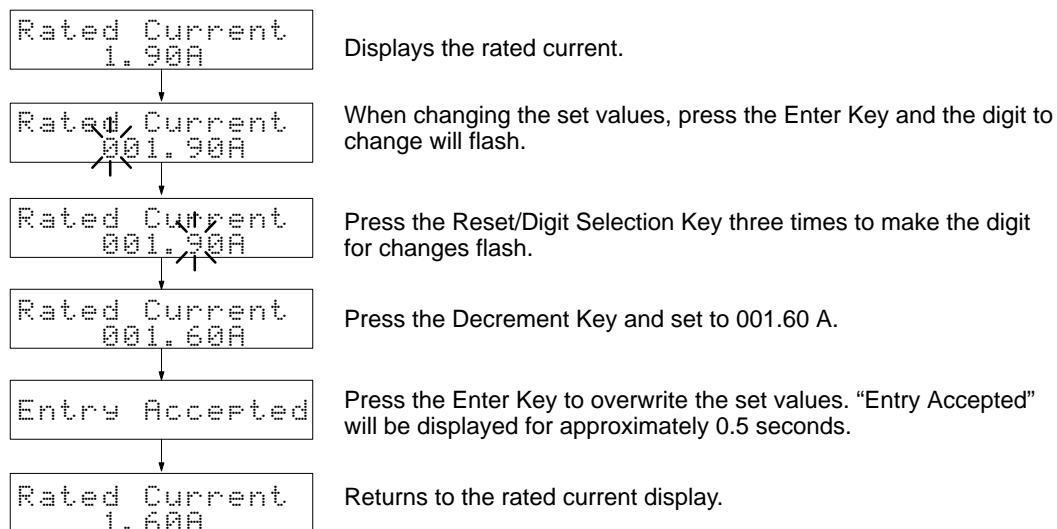 Rated Current
1.90A
Displays the rated current.
Rated Current
001.90A
When changing the set values, press the Enter Key and the digit to
change will flash.
Rated Current
001.90A
Press the Reset/Digit Selection Key three times to make the digit
for changes flash.
Rated Current
001.60A
Press the Decrement Key and set to 001.60 A.
Entry Accepted
Press the Enter Key to overwrite the set values. “Entry Accepted”
will be displayed for approximately 0.5 seconds.
Rated Current
1.60A
Returns to the rated current display.